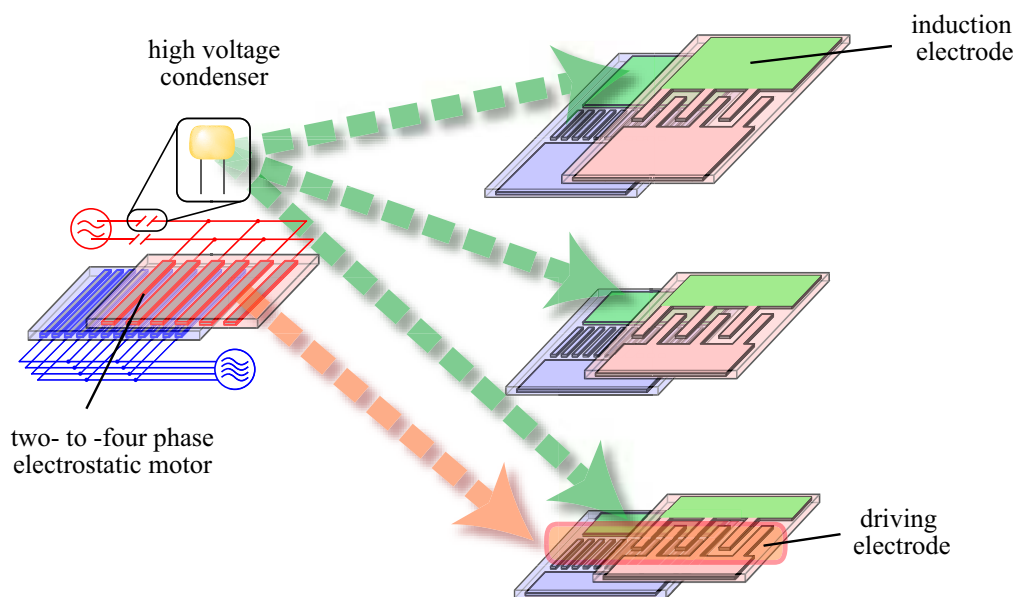 high voltage
condenser
induction
electrode
two- to -four phase
electrostatic motor
driving
electrode